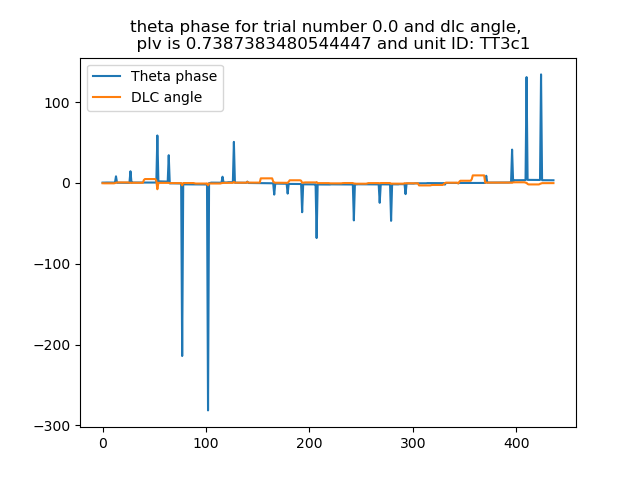 theta phase for trial number 0.0 and dlc angle,
plv is 0.7387383480544447 and unit ID: TT3c1
Theta phase
DLC angle
100
0
−100
−200
−300
0
100
200
300
400